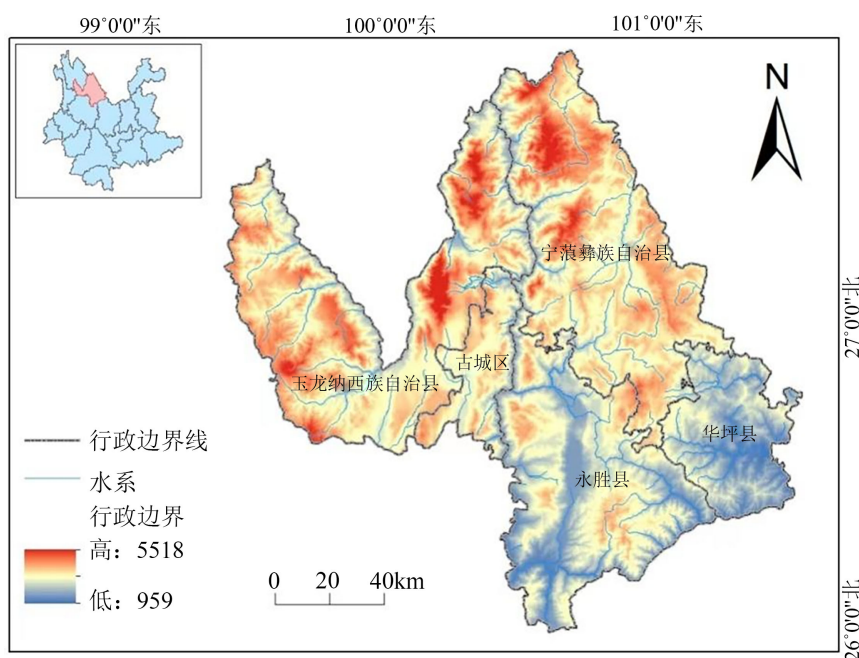 99°0'0"东
100°0'0"东
101°0'0"东
N
宁蒗彝族自治县
27°0'0"北
古城区
玉龙纳西族自治县
华坪县
永胜县
行政边界线
水系
行政边界
高：5518
低：959
0 20 40km
26°0'0"北